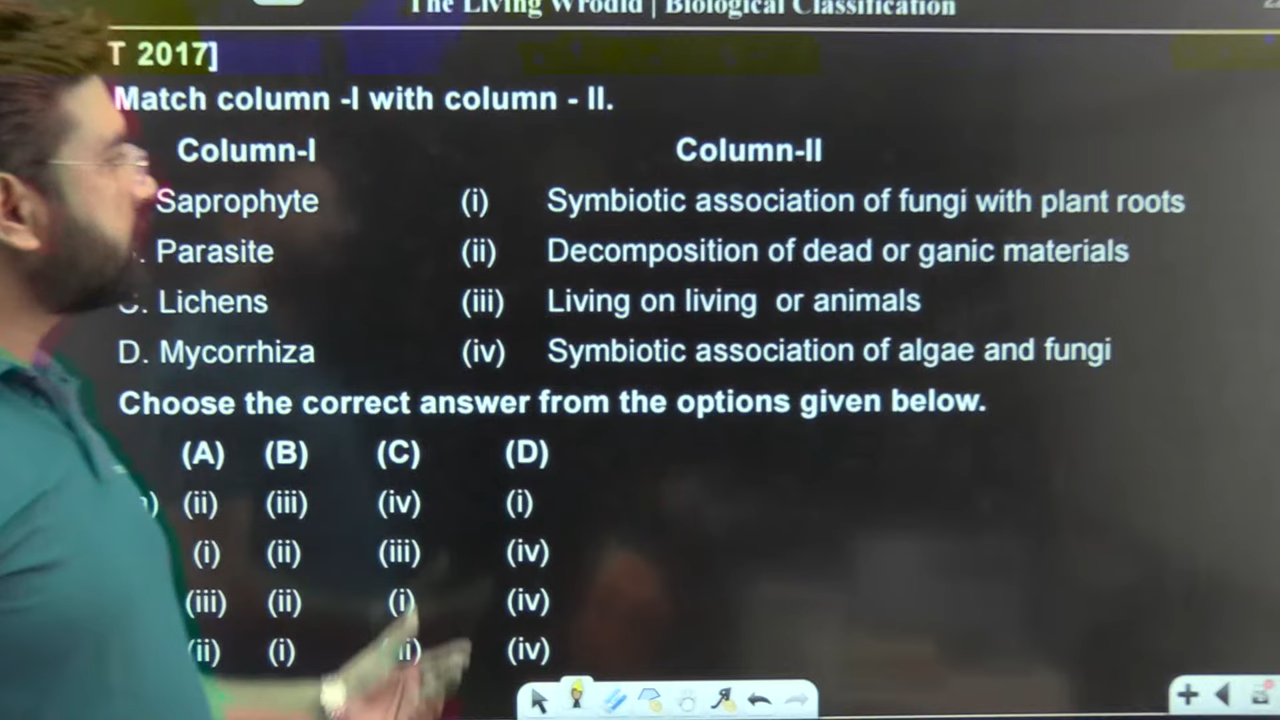 The Living Wrodld | Biological Classification
T 2017]
Match column -I with column - II.
Column-I Column-II
Saprophyte (i) Symbiotic association of fungi with plant roots
. Parasite (ii) Decomposition of dead or ganic materials
C. Lichens (iii) Living on living or animals
D. Mycorrhiza (iv) Symbiotic association of algae and fungi
Choose the correct answer from the options given below.
(A) (B) (C) (D)
) (ii) (iii) (iv) (i)
(i) (ii) (iii) (iv)
(iii) (ii) (i) (iv)
(ii) (i) (iv)